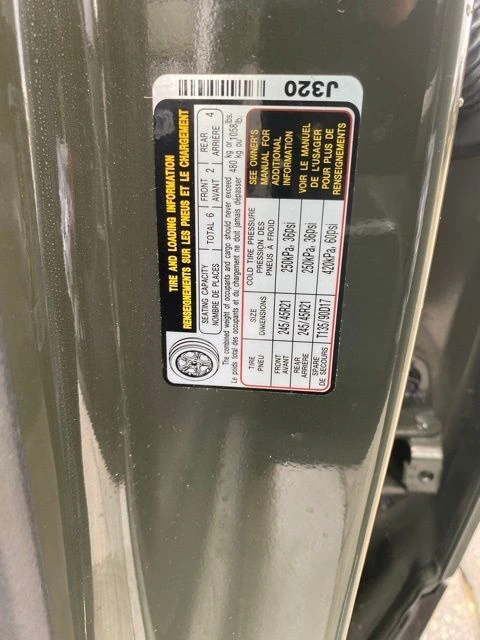 J320
TIRE AND LOADING INFORMATION
RENSEIGNEMENTS SUR LES PNEUS ET LE CHARGEMENT
SEATING CAPACITY
NOMBRE DE PLACES
TOTAL 6
FRONT
AVANT
2
REAR
ARRIÈRE
4
The combined weight of occupants and cargo should never exceed
Le poids total des occupants et du chargement ne doit jamais dépasser
480 kg or 1058 lbs.
kg ou lb.
TIRE
PNEU
SIZE
DIMENSIONS
COLD TIRE PRESSURE
PRESSION DES
PNEUS A FROID
FRONT
AVANT
245/45R21
250kPa, 36psi
REAR
ARRIERE
245/45R21
250kPa, 36psi
SPARE
DE SECOURS
T135/90D17
420kPa, 60psi
SEE OWNER'S
MANUAL FOR
ADDITIONAL
INFORMATION
VOIR LE MANUEL
DE L'USAGER
POUR PLUS DE
RENSEIGNEMENTS